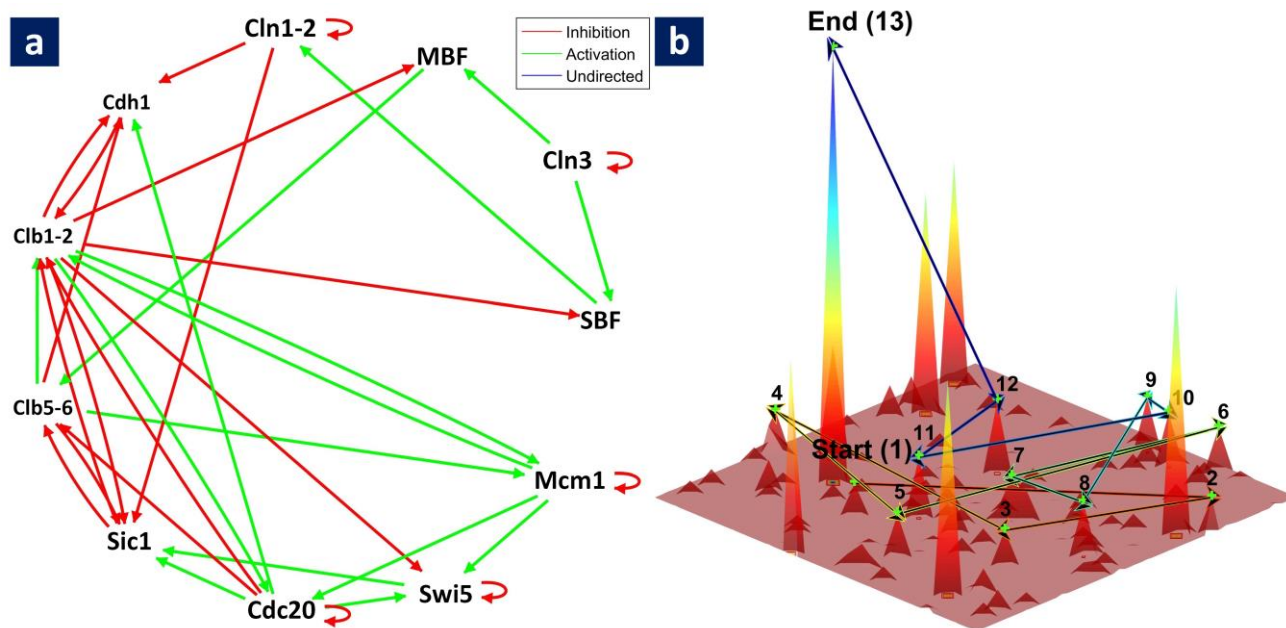 a
Cln1-2
MBF
Inhibition
Activation
Undirected
b
End (13)
Cdh1
Cln3
Clb1-2
SBF
Clb5-6
Mcm1
Sic1
Swi5
Cdc20
4
12
9
10
6
11
Start (1)
7
5
3
8
2